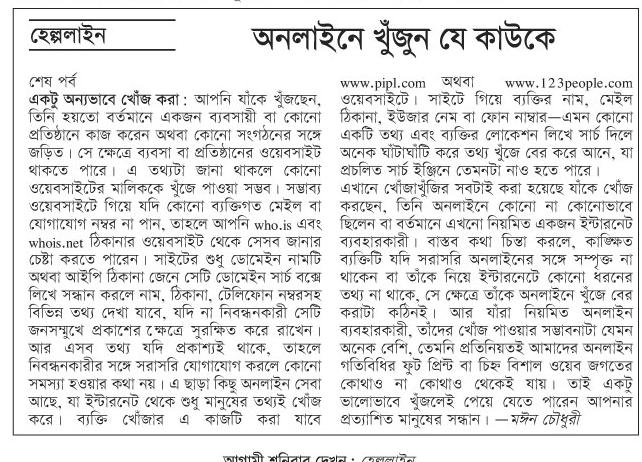 হেল্পলাইন
অনলাইনে খুঁজুন যে কাউকে
শেষ পর্ব
একটু অন্যভাবে খোঁজ করা : আপনি যাঁকে খুঁজছেন,
তিনি হয়তো বর্তমানে একজন ব্যবসায়ী বা কোনো
প্রতিষ্ঠানে কাজ করেন অথবা কোনো সংগঠনের সঙ্গে
জড়িত। সে ক্ষেত্রে ব্যবসা বা প্রতিষ্ঠানের ওয়েবসাইট
থাকতে পারে। এ তথ্যটা জানা থাকলে কোনো
ওয়েবসাইটের মালিককে খুঁজে পাওয়া সম্ভব। সম্ভাব্য
ওয়েবসাইটে গিয়ে যদি কোনো ব্যক্তিগত মেইল বা
যোগাযোগ নম্বর না পান, তাহলে আপনি who.is এবং
whois.net ঠিকানার ওয়েবসাইট থেকে সেসব জানার
চেষ্টা করতে পারেন। সাইটের শুধু ডোমেইন নামটি
অথবা আইপি ঠিকানা জেনে সেটি ডোমেইন সার্চ বক্সে
লিখে সন্ধান করলে নাম, ঠিকানা, টেলিফোন নম্বরসহ
বিভিন্ন তথ্য দেখা যাবে, যদি না নিবন্ধনকারী সেটি
জনসম্মুখে প্রকাশের ক্ষেত্রে সুরক্ষিত করে রাখেন।
আর এসব তথ্য যদি প্রকাশ্যই থাকে, তাহলে
নিবন্ধনকারীর সঙ্গে সরাসরি যোগাযোগ করলে কোনো
সমস্যা হওয়ার কথা নয়। এ ছাড়া কিছু অনলাইন সেবা
আছে, যা ইন্টারনেট থেকে শুধু মানুষের তথ্যই খোঁজ
করে। ব্যক্তি খোঁজার এ কাজটি করা যাবে
www.pipl.com অথবা www.123people.com
ওয়েবসাইটে। সাইটে গিয়ে ব্যক্তির নাম, মেইল
ঠিকানা, ইউজার নেম বা ফোন নাম্বার—এমন কোনো
একটি তথ্য এবং ব্যক্তির লোকেশন লিখে সার্চ দিলে
অনেক ঘাঁটাঘাঁটি করে তথ্য খুঁজে বের করে আনে, যা
প্রচলিত সার্চ ইঞ্জিনে তেমনটা নাও হতে পারে।
এখানে খোঁজাখুঁজির সবটাই করা হয়েছে যাঁকে খোঁজ
করছেন, তিনি অনলাইনে কোনো না কোনোভাবে
ছিলেন বা বর্তমানে এখনো নিয়মিত একজন ইন্টারনেট
ব্যবহারকারী। বাস্তব কথা চিন্তা করলে, কাঙ্ক্ষিত
ব্যক্তিটি যদি সরাসরি অনলাইনের সঙ্গে সম্পৃক্ত না
থাকেন বা তাঁকে নিয়ে ইন্টারনেটে কোনো ধরনের
তথ্য না থাকে, সে ক্ষেত্রে তাঁকে অনলাইনে খুঁজে বের
করাটা কঠিনই। আর যাঁরা নিয়মিত অনলাইন
ব্যবহারকারী, তাঁদের খোঁজ পাওয়ার সম্ভাবনাটা যেমন
অনেক বেশি, তেমনি প্রতিনিয়তই আমাদের অনলাইন
গতিবিধির ফুট প্রিন্ট বা চিহ্ন বিশাল ওয়েব জগতের
কোথাও না কোথাও থেকেই যায়। তাই একটু
ভালোভাবে খুঁজলেই পেয়ে যেতে পারেন আপনার
প্রত্যাশিত মানুষের সন্ধান। —মঈন চৌধুরী
আগামী শনিবার দেখুন : হেল্পলাইন